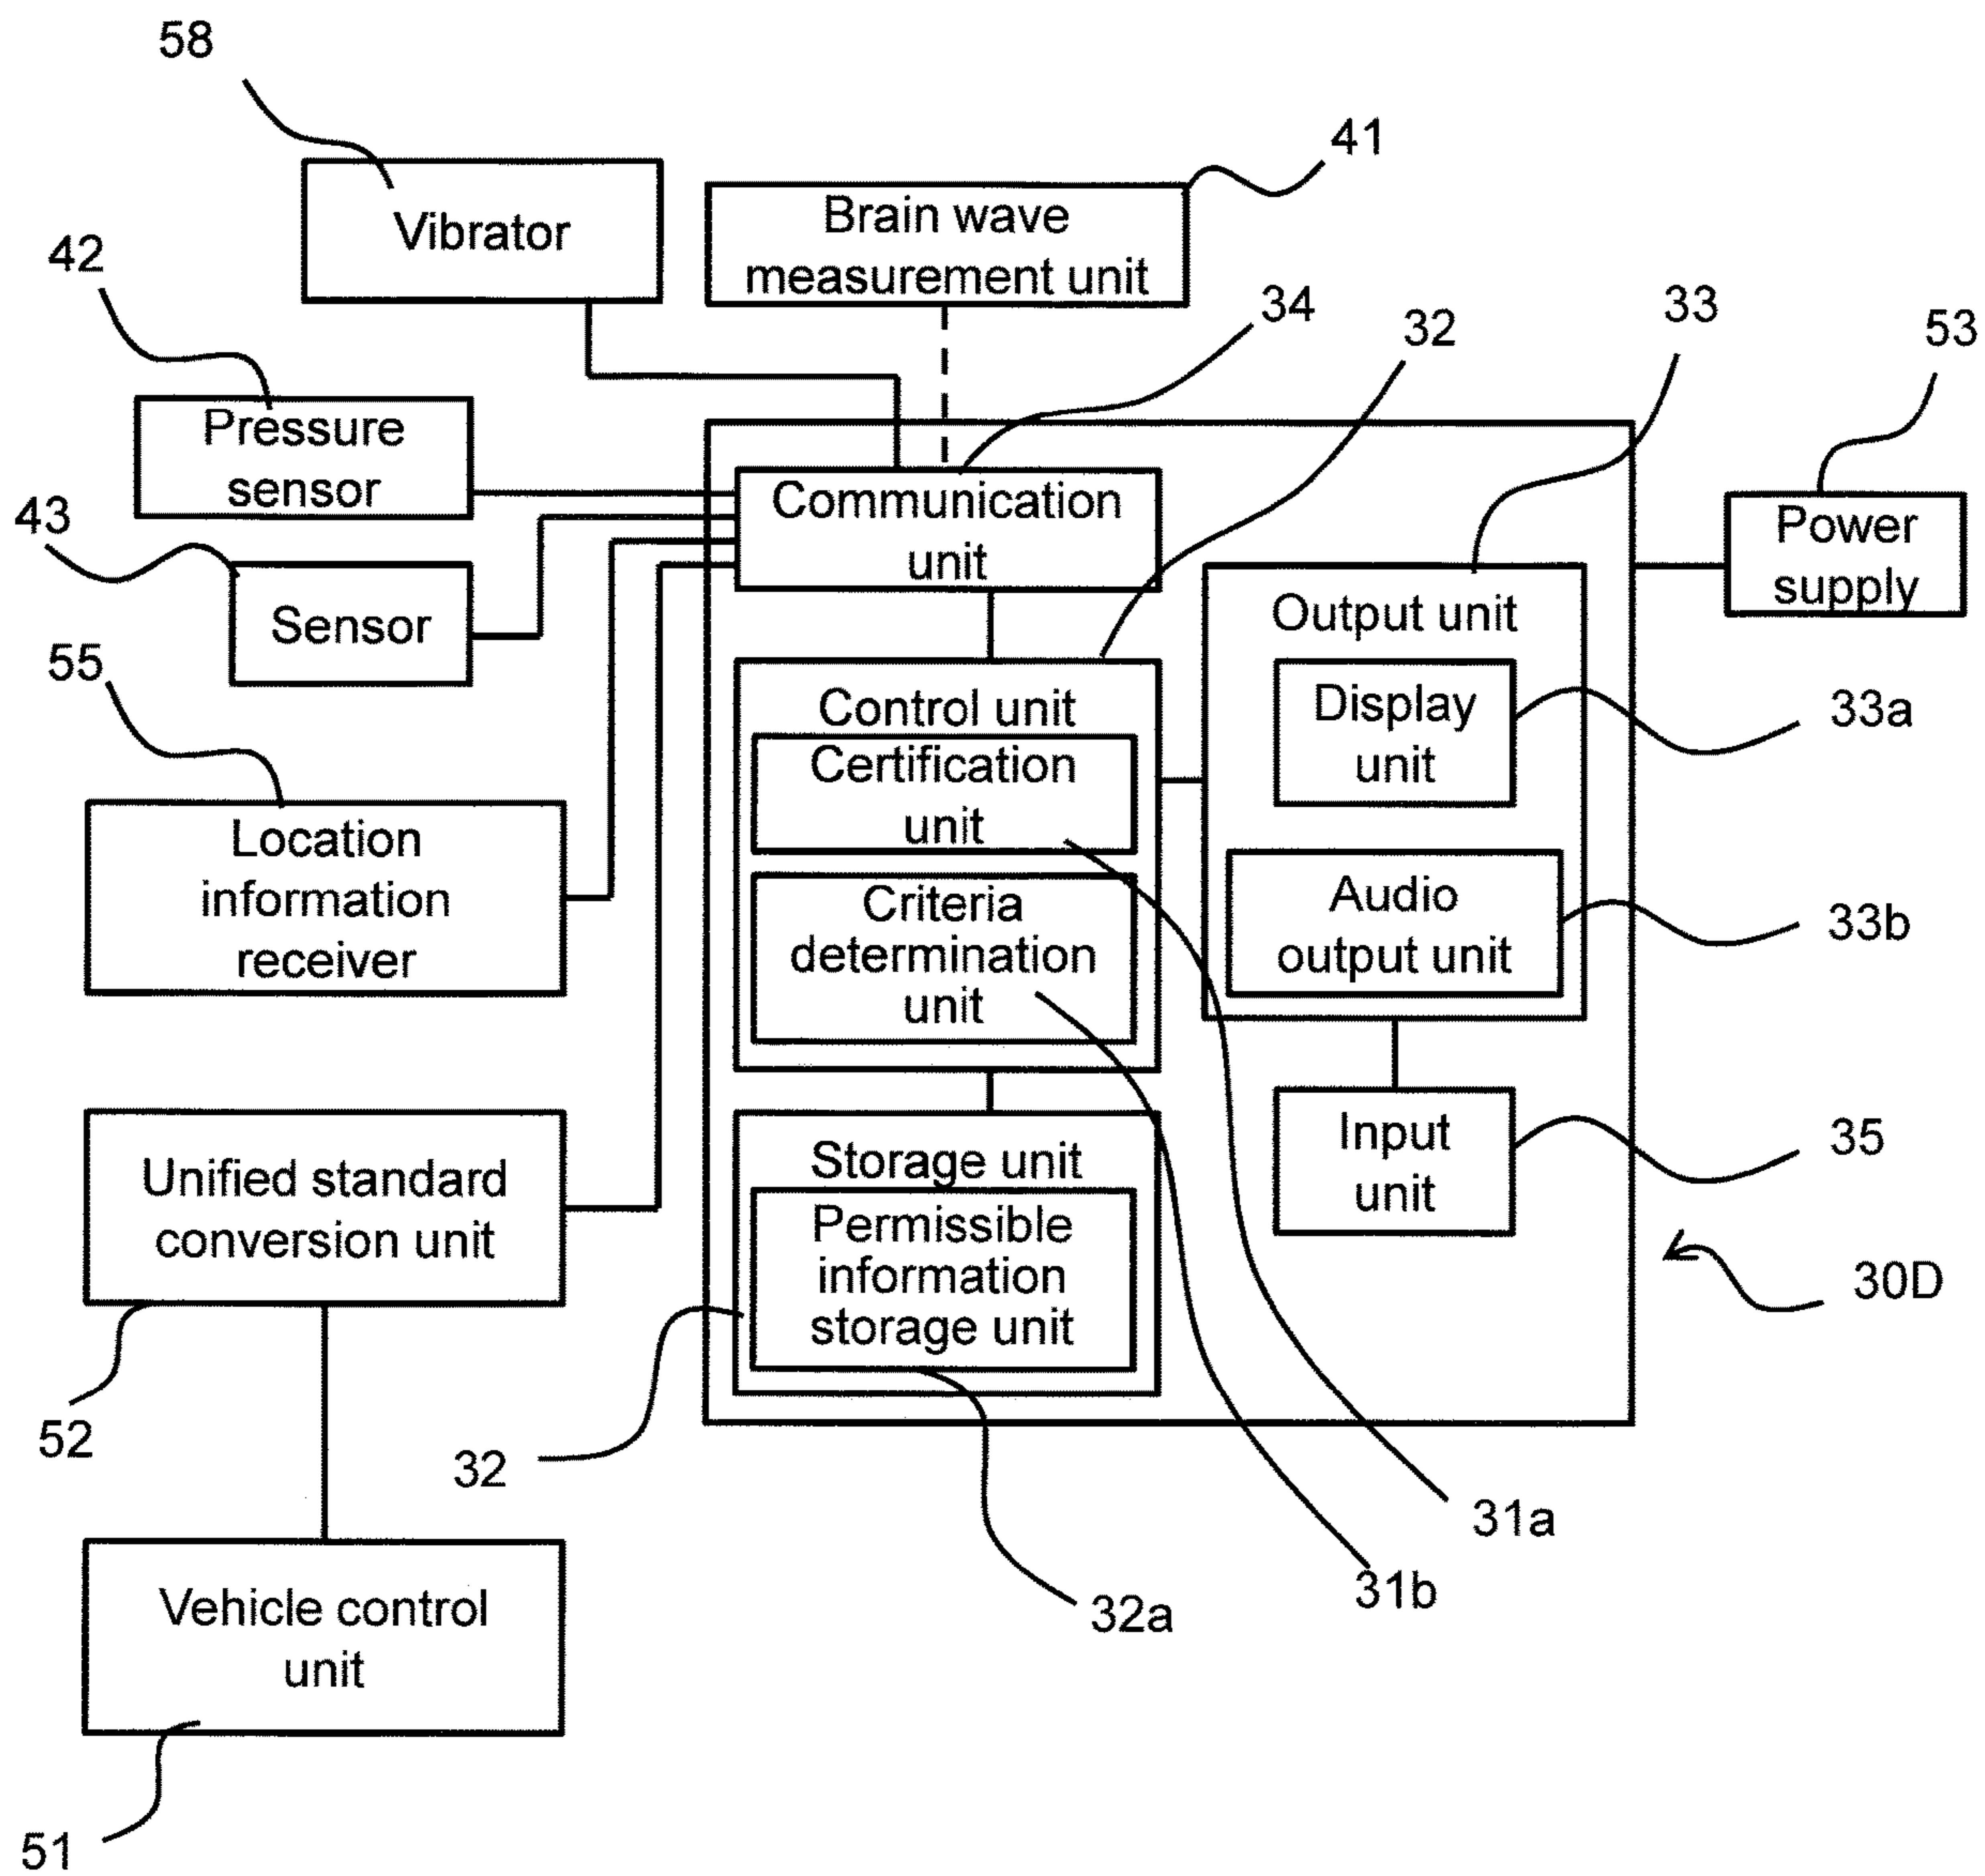 58
Vibrator
41
Brain wave
measurement unit
42
Pressure
sensor
34
32
33
53
Communication
unit
Power
supply
43
Sensor
Output unit
Display
unit
33a
55
Location
information
receiver
Control unit
Certification
unit
Criteria
determination
unit
Audio
output unit
33b
Unified standard
conversion unit
Storage unit
Permissible
information
storage unit
Input
unit
35
30D
52
32
31a
31b
32a
Vehicle control
unit
51